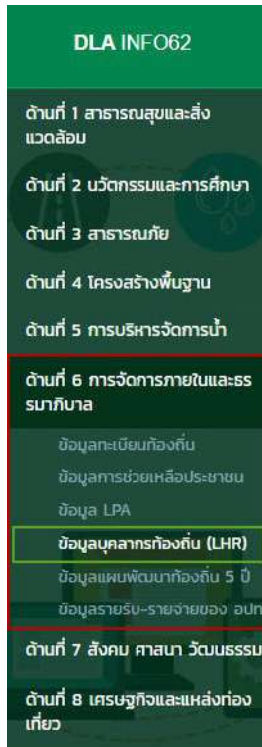 DLA INFO62
ด้านที่ 1 สาธารณสุขและสิ่ง
แวดล้อม
ด้านที่ 2 นวัตกรรมและการศึกษา
ด้านที่ 3 สาธารณภัย
ด้านที่ 4 โครงสร้างพื้นฐาน
ด้านที่ 5 การบริหารจัดการน้ำ
ด้านที่ 6 การจัดการภายในและธร
รมาภิบาล
ข้อมูลทะเบียนท้องถิ่น
ข้อมูลการช่วยเหลือประชาชน
ข้อมูล LPA
ข้อมูลบุคลากรท้องถิ่น (LHR)
ข้อมูลแผนพัฒนาท้องถิ่น 5 ปี
ข้อมูลรายรับ-รายจ่ายของ อปท
ด้านที่ 7 สังคม ศาสนา วัฒนธรรม
ด้านที่ 8 เศรษฐกิจและแหล่งท่อง
เที่ยว